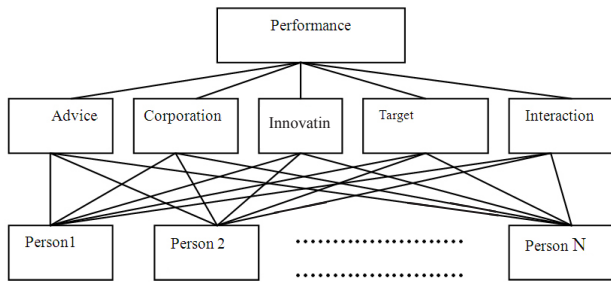 Performance
Advice
Corporation
Innovatin
Target
Interaction
Person1
Person 2
Person N